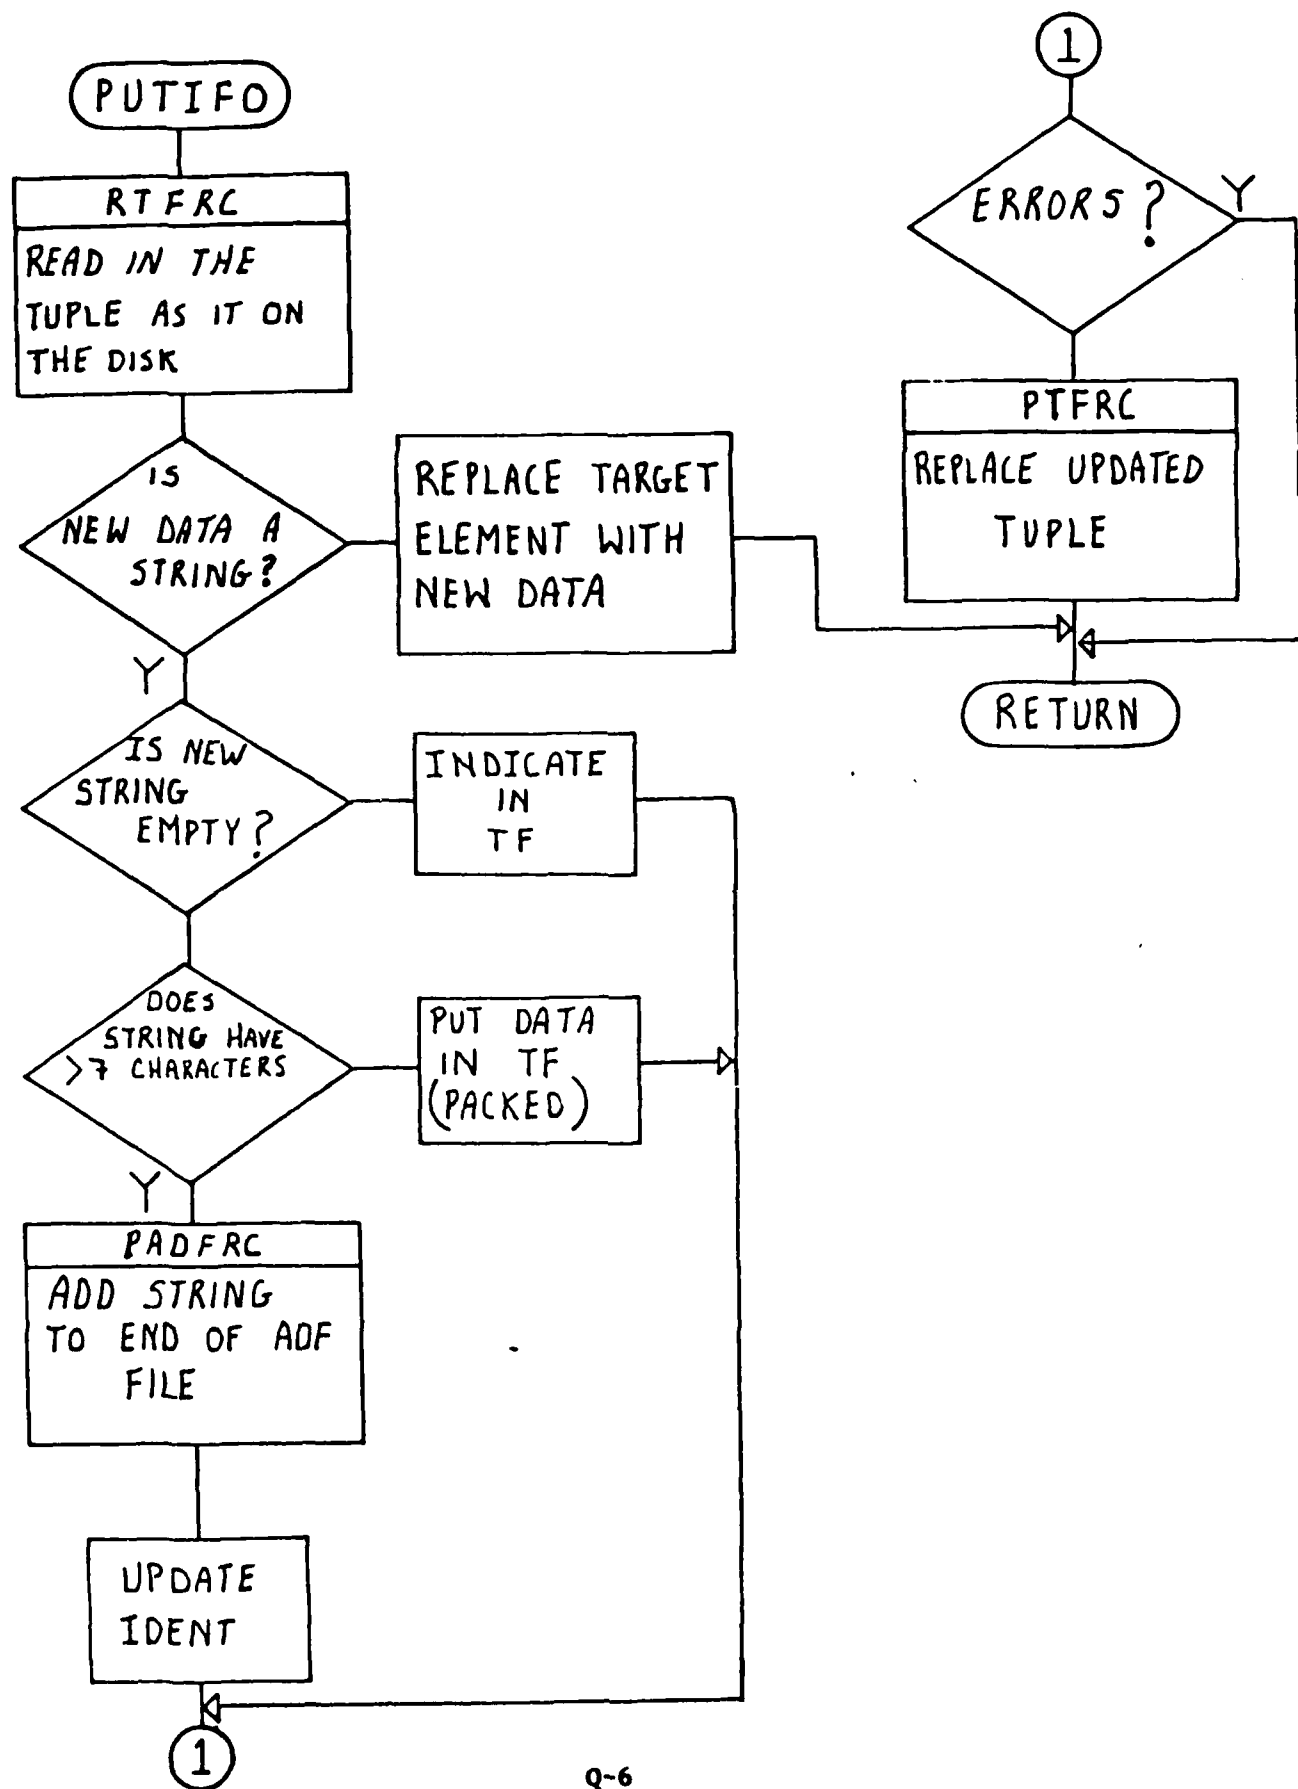 PUTIFO
RTFRC
READ IN THE
TUPLE AS IT ON
THE DISK
IS
NEW DATA A
STRING?
Y
REPLACE TARGET
ELEMENT WITH
NEW DATA
IS NEW
STRING
EMPTY?
INDICATE
IN
TF
DOES
STRING HAVE
>7 CHARACTERS
Y
PUT DATA
IN TF
(PACKED)
PADFRC
ADD STRING
TO END OF ADF
FILE
UPDATE
IDENT
1
1
ERRORS?
Y
PTFRC
REPLACE UPDATED
TUPLE
RETURN
Q-6